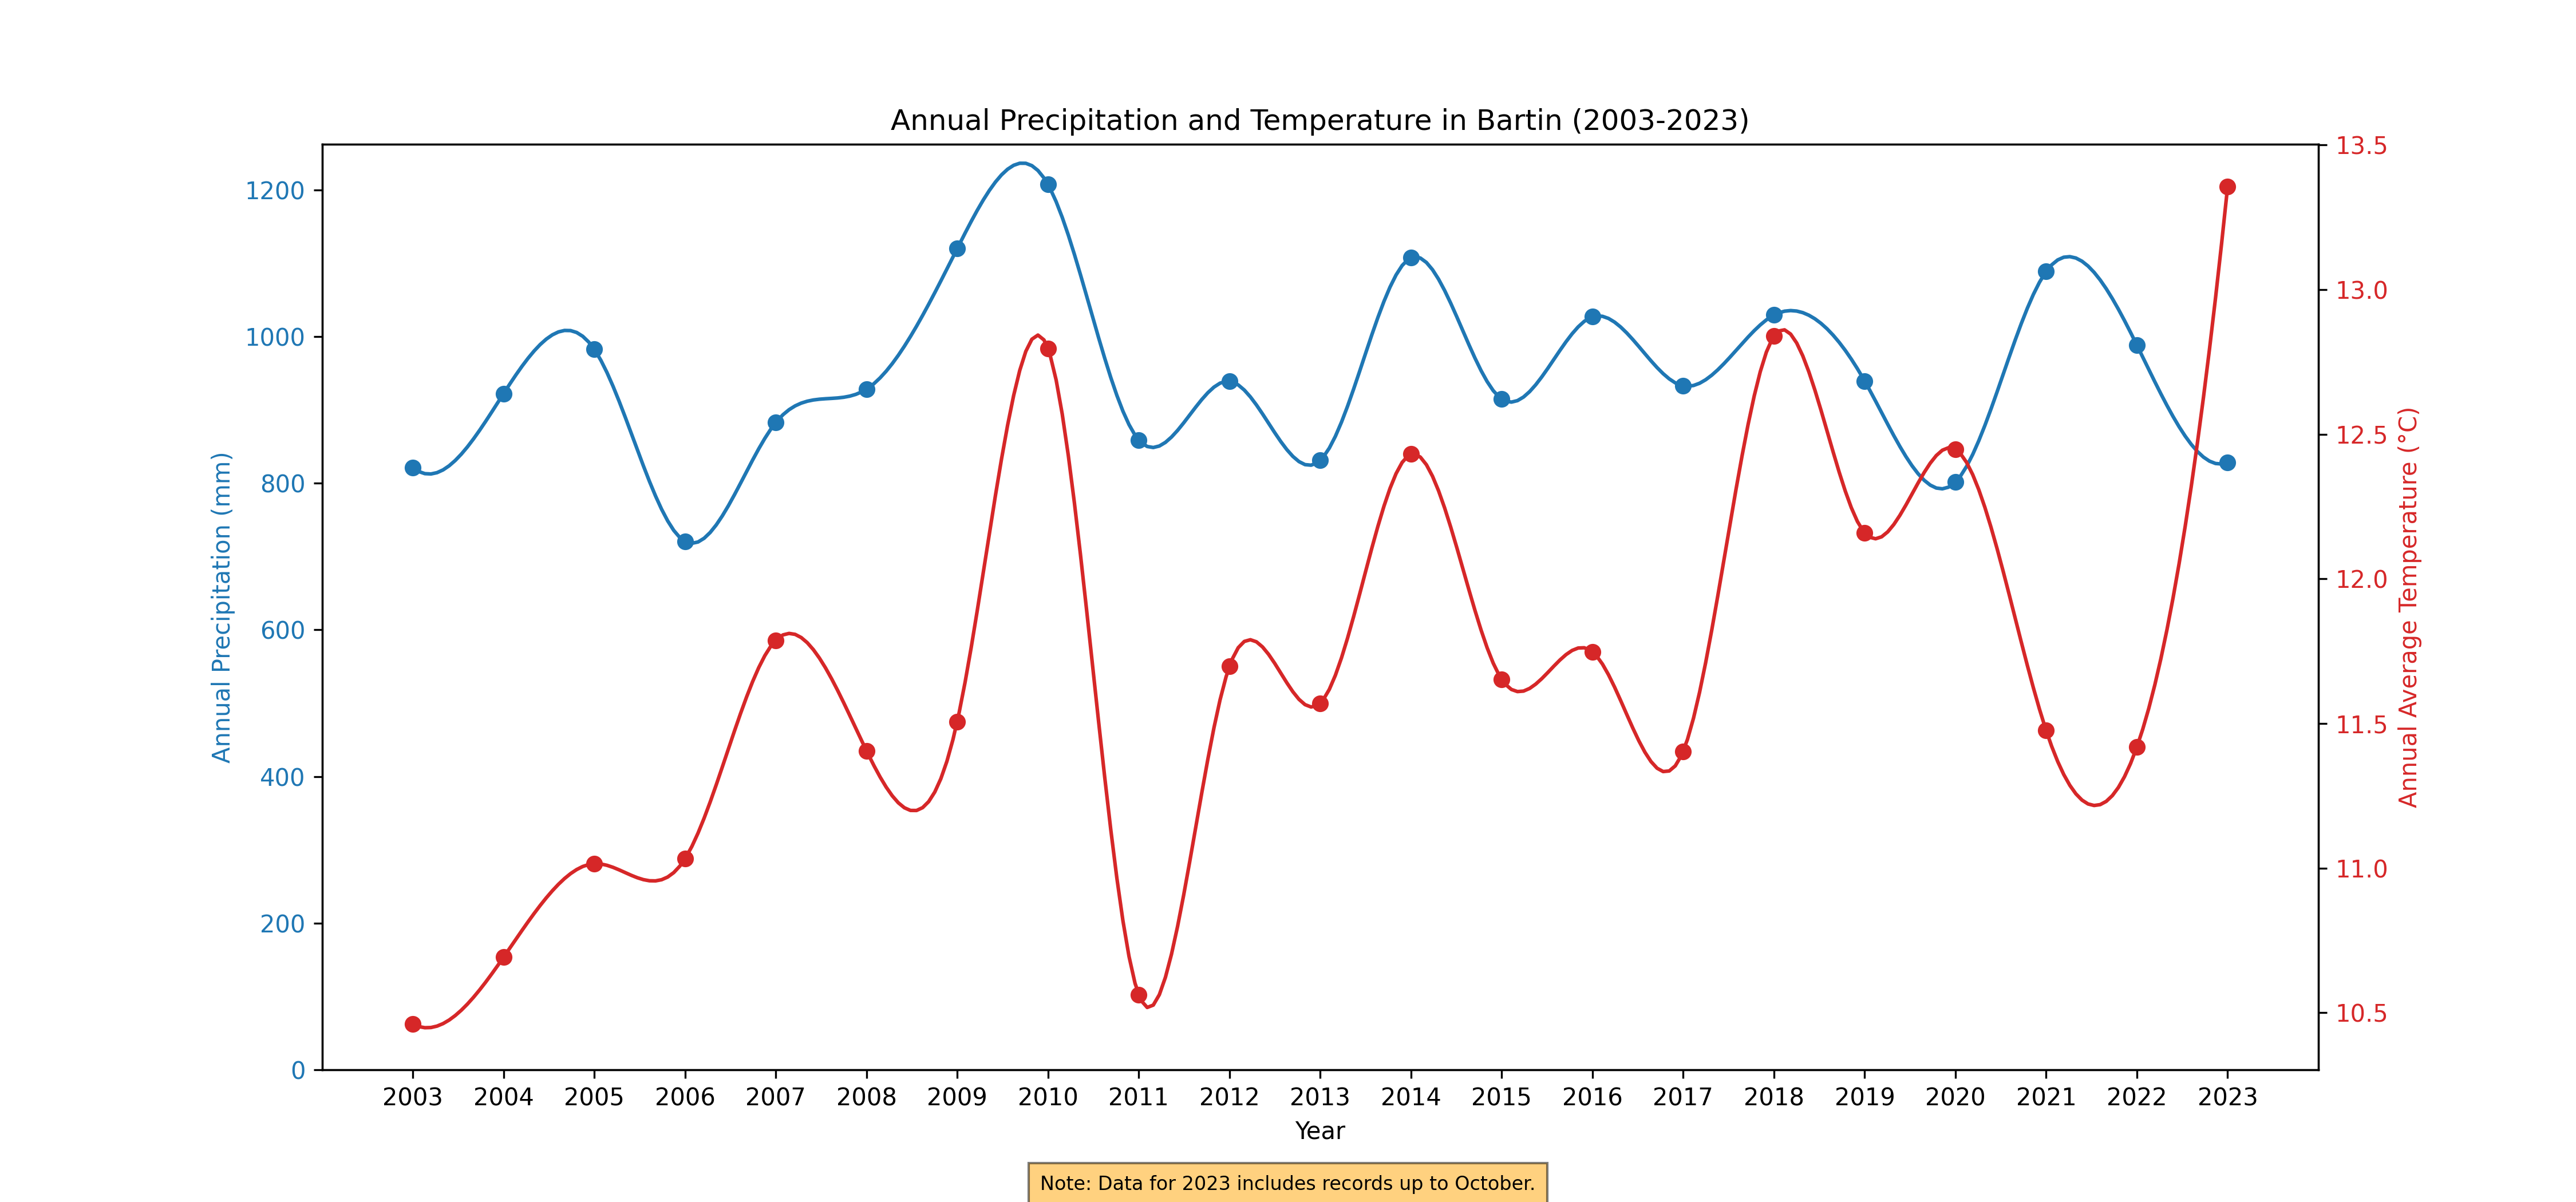 Annual Precipitation and Temperature in Bartin (2003-2023)
Annual Precipitation (mm)
1200
1000
800
600
400
200
0
13.5
13.0
12.5
12.0
11.5
11.0
10.5
Annual Average Temperature (°C)
2003 2004 2005 2006 2007 2008 2009 2010 2011 2012 2013 2014 2015 2016 2017 2018 2019 2020 2021 2022 2023
Year
Note: Data for 2023 includes records up to October.